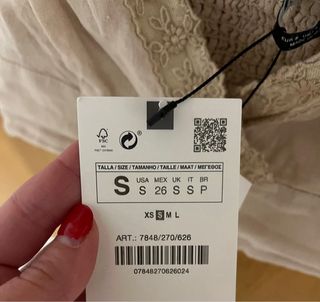 FSC
TALLA / SIZE / TAMANHO / TAILLE / MAAT / ΜΕΓΕΘΟΣ
S
USA MEX UK IT BR
S 26 S S P
XS S M L
ART.: 7848/270/626
07848270626024